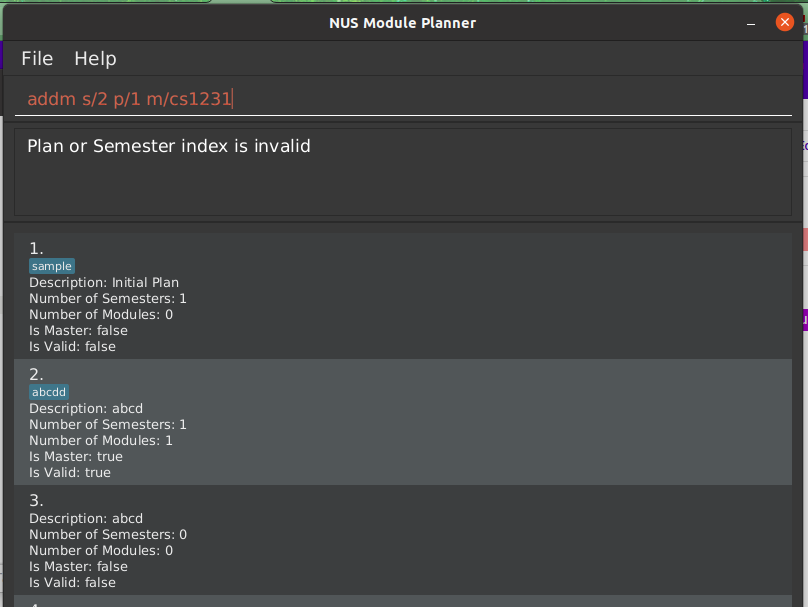 NUS Module Planner
File Help
addm s/2 p/1 m/cs1231
Plan or Semester index is invalid
1.
sample
Description: Initial Plan
Number of Semesters: 1
Number of Modules: 0
Is Master: false
Is Valid: false
2.
abcdd
Description: abcd
Number of Semesters: 1
Number of Modules: 1
Is Master: true
Is Valid: true
3.
Description: abcd
Number of Semesters: 0
Number of Modules: 0
Is Master: false
Is Valid: false